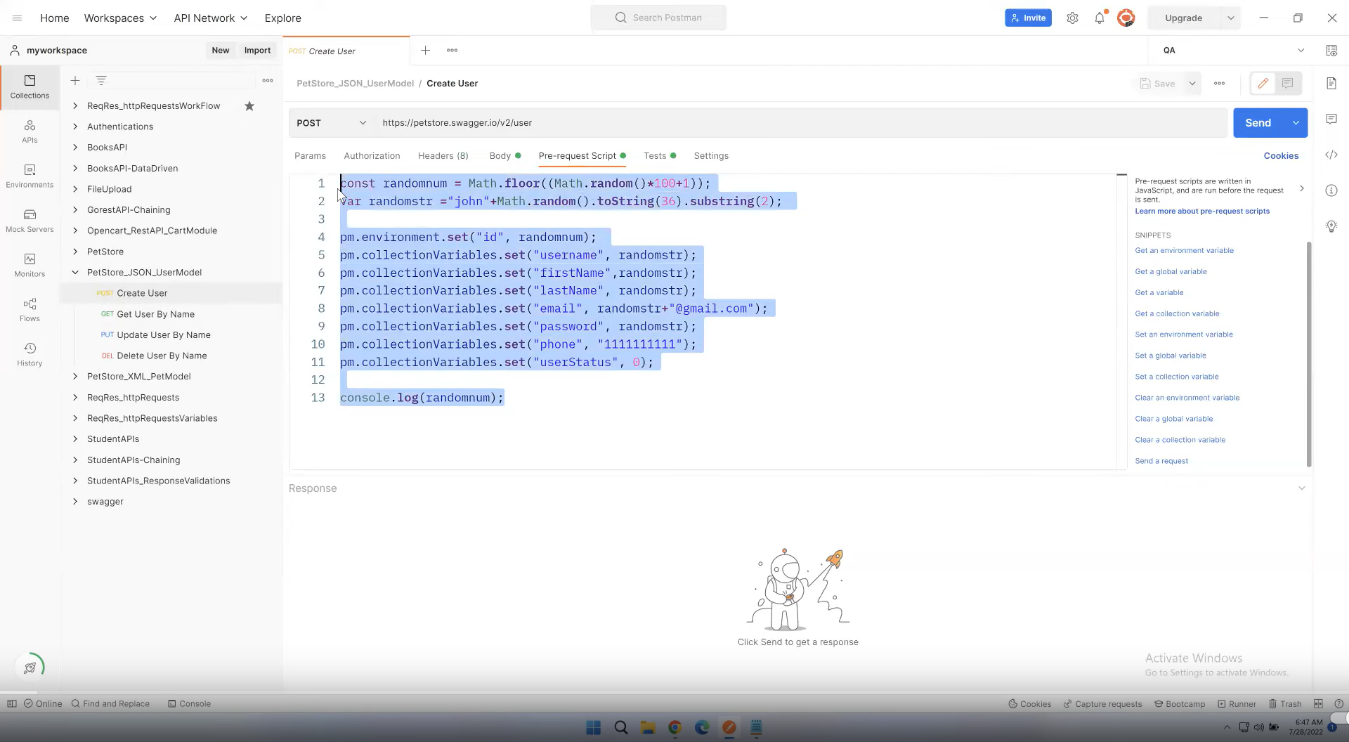 Home Workspaces API Network Explore Search Postman Invite Upgrade
myworkspace New Import POST Create User QA
Collections
APIs
Environments
Mock Servers
Monitors
Flows
History
ReqRes_httpRequestsWorkFlow
Authentications
BooksAPI
BooksAPI-DataDriven
FileUpload
GorestAPI-Chaining
Opencart_RestAPI_CartModule
PetStore
PetStore_JSON_UserModel
POST Create User
GET Get User By Name
PUT Update User By Name
DEL Delete User By Name
PetStore_XML_PetModel
ReqRes_httpRequests
ReqRes_httpRequestsVariables
StudentAPIs
StudentAPIs-Chaining
StudentAPIs_ResponseValidations
swagger
PetStore_JSON_UserModel / Create User Save
POST https://petstore.swagger.io/v2/user Send
Params Authorization Headers (8) Body Pre-request Script Tests Settings Cookies
1 const randomnum = Math.floor((Math.random()*100+1));
2 var randomstr ="john"+Math.random().toString(36).substring(2);
3
4 pm.environment.set("id", randomnum);
5 pm.collectionVariables.set("username", randomstr);
6 pm.collectionVariables.set("firstName",randomstr);
7 pm.collectionVariables.set("lastName", randomstr);
8 pm.collectionVariables.set("email", randomstr+"@gmail.com");
9 pm.collectionVariables.set("password", randomstr);
10 pm.collectionVariables.set("phone", "1111111111");
11 pm.collectionVariables.set("userStatus", 0);
12
13 console.log(randomnum);
Pre-request scripts are written in
JavaScript, and are run before the request
is sent.
Learn more about pre-request scripts
SNIPPETS
Get an environment variable
Get a global variable
Get a variable
Get a collection variable
Set an environment variable
Set a global variable
Set a collection variable
Clear an environment variable
Clear a global variable
Clear a collection variable
Send a request
Response
Click Send to get a response
Activate Windows
Go to Settings to activate Windows.
Online Find and Replace Console Cookies Capture requests Bootcamp Runner Trash
6:47 AM
7/28/2022